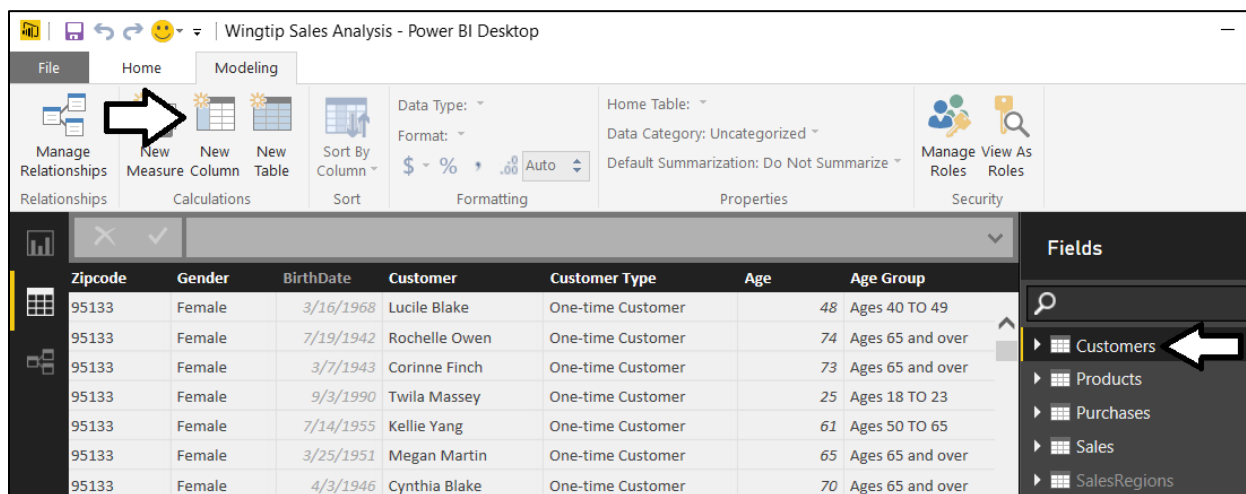 Wingtip Sales Analysis - Power BI Desktop
File Home Modeling
Data Type: Home Table:
Format: Data Category: Uncategorized
Manage New New New Sort By $ % , .00 Auto Default Summarization: Do Not Summarize Manage View As
Relationships Measure Column Table Column Roles Roles
Relationships Calculations Sort Formatting Properties Security
Fields
Zipcode Gender BirthDate Customer Customer Type Age Age Group
95133 Female 3/16/1968 Lucile Blake One-time Customer 48 Ages 40 TO 49
95133 Female 7/19/1942 Rochelle Owen One-time Customer 74 Ages 65 and over
95133 Female 3/7/1943 Corinne Finch One-time Customer 73 Ages 65 and over
95133 Female 9/3/1990 Twila Massey One-time Customer 25 Ages 18 TO 23
95133 Female 7/14/1955 Kellie Yang One-time Customer 61 Ages 50 TO 65
95133 Female 3/25/1951 Megan Martin One-time Customer 65 Ages 65 and over
95133 Female 4/3/1946 Cynthia Blake One-time Customer 70 Ages 65 and over
Customers
Products
Purchases
Sales
SalesRegions